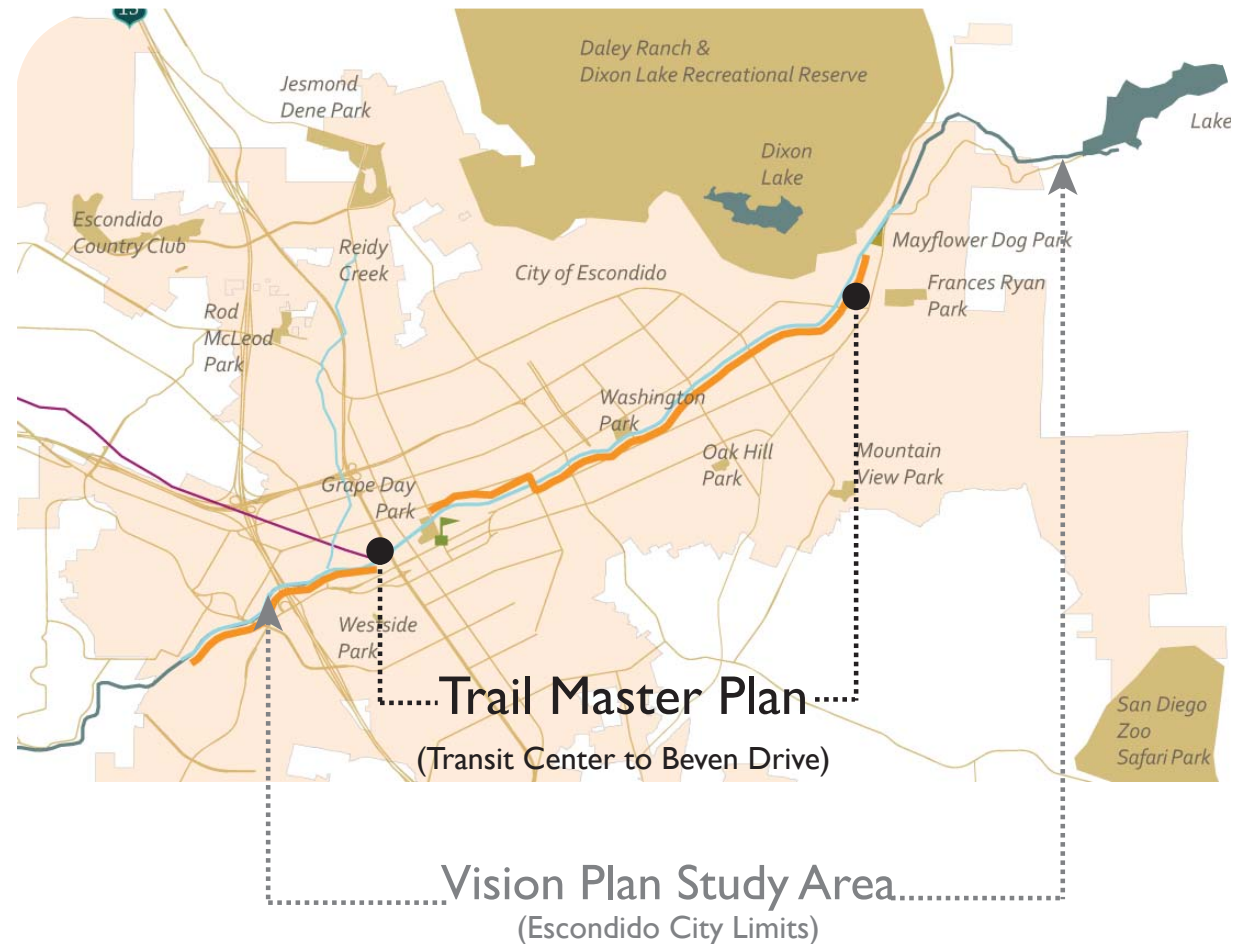 15
Daley Ranch &
Dixon Lake Recreational Reserve
Jesmond
Dene Park
Lake
Dixon
Lake
Escondido
Country Club
Reidy
Creek
Mayflower Dog Park
City of Escondido
Frances Ryan
Park
Rod
McLeod
Park
Washington
Park
Oak Hill
Park
Mountain
View Park
Grape Day
Park
Westside
Park
Trail Master Plan
(Transit Center to Beven Drive)
San Diego
Zoo
Safari Park
Vision Plan Study Area
(Escondido City Limits)